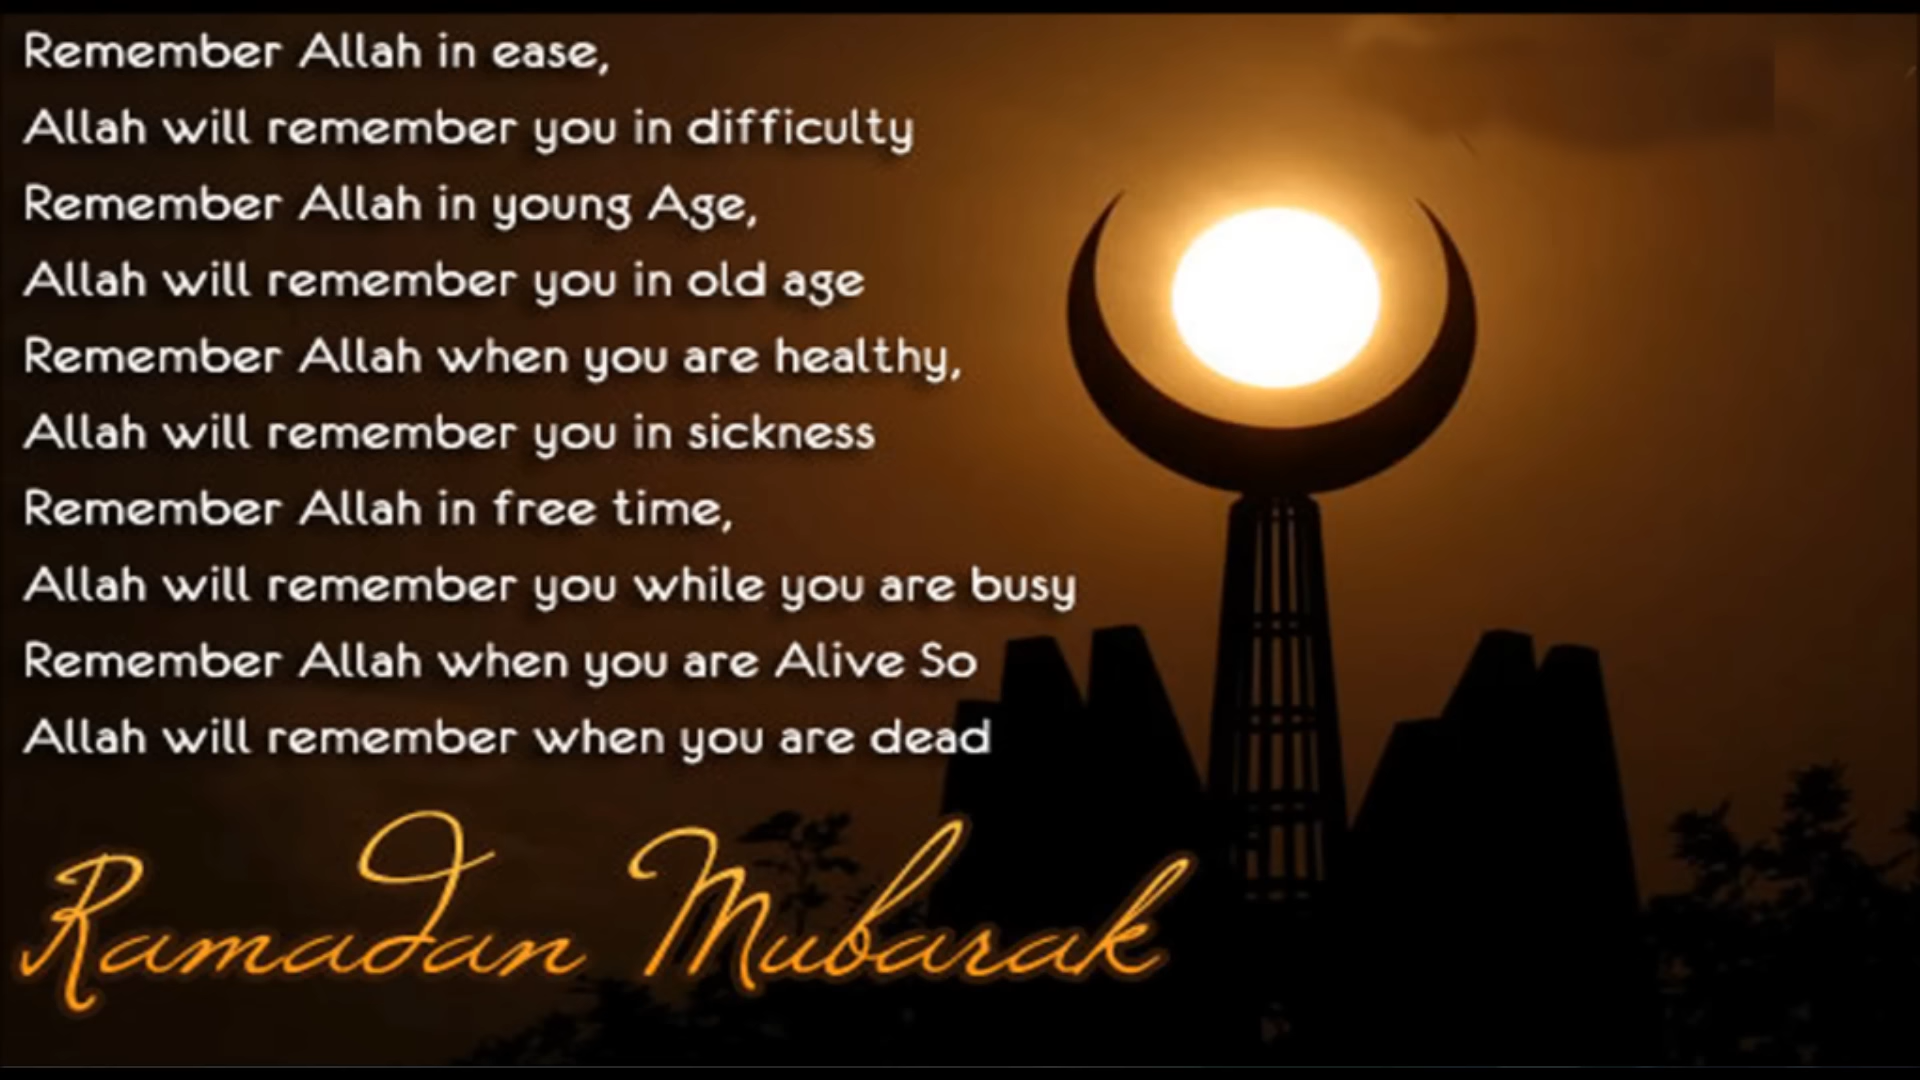 Remember Allah in ease,
Allah will remember you in difficulty
Remember Allah in young Age,
Allah will remember you in old age
Remember Allah when you are healthy,
Allah will remember you in sickness
Remember Allah in free time,
Allah will remember you while you are busy
Remember Allah when you are Alive So
Allah will remember when you are dead
Ramadan Mubarak